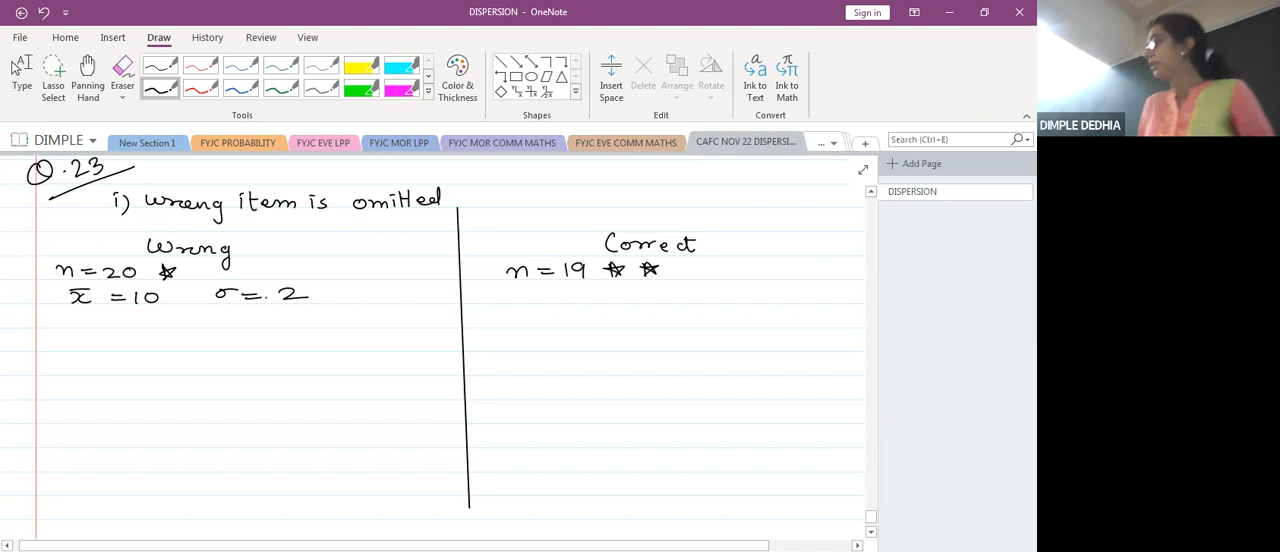 DISPERSION - OneNote
Sign in
File Home Insert Draw History Review View
Type
Lasso Select
Panning Hand
Eraser
Color & Thickness
Insert Space
Delete
Arrange
Rotate
Ink to Text
Ink to Math
Tools
Shapes
Edit
Convert
DIMPLE
New Section 1
FYJC PROBABILITY
FYJC EVE LPP
FYJC MOR LPP
FYJC MOR COMM MATHS
FYJC EVE COMM MATHS
CAFC NOV 22 DISPERSI...
Search (Ctrl+E)
Add Page
DISPERSION
DIMPLE DEDHIA
Q.23
i) wrong item is omitted
Wrong
n = 20
x̄ = 10 σ = 2
Correct
n = 19